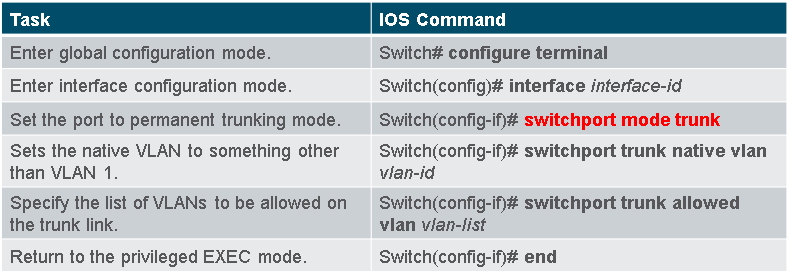 Task IOS Command
Enter global configuration mode. Switch# configure terminal
Enter interface configuration mode. Switch(config)# interface interface-id
Set the port to permanent trunking mode. Switch(config-if)# switchport mode trunk
Sets the native VLAN to something other Switch(config-if)# switchport trunk native vlan
than VLAN 1. vlan-id
Specify the list of VLANs to be allowed on Switch(config-if)# switchport trunk allowed
the trunk link. vlan vlan-list
Return to the privileged EXEC mode. Switch(config-if)# end